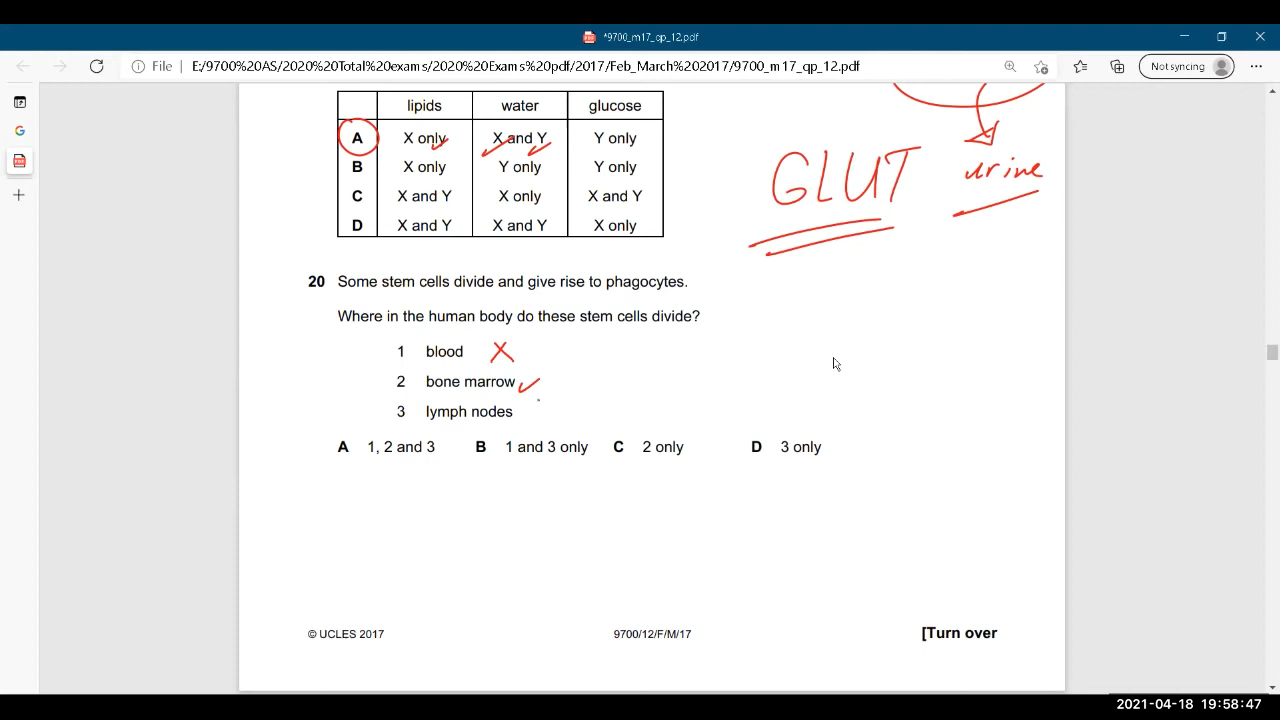 *9700_m17_qp_12.pdf
File | E:/9700%20AS/2020%20Total%20exams/2020%20Exams%20pdf/2017/Feb_March%202017/9700_m17_qp_12.pdf
Not syncing
lipids water glucose
A X only X and Y Y only
B X only Y only Y only
C X and Y X only X and Y
D X and Y X and Y X only
GLUT
urine
20 Some stem cells divide and give rise to phagocytes.
Where in the human body do these stem cells divide?
1 blood
2 bone marrow
3 lymph nodes
A 1, 2 and 3 B 1 and 3 only C 2 only D 3 only
© UCLES 2017 9700/12/F/M/17 [Turn over
2021-04-18 19:58:47